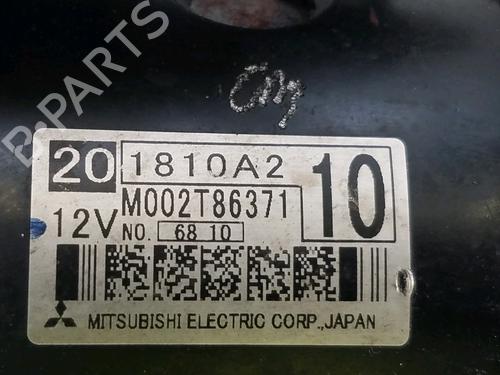 B-PARTS
20 1810A2 10
M002T86371
12V NO. 68 10
MITSUBISHI ELECTRIC CORP.,JAPAN